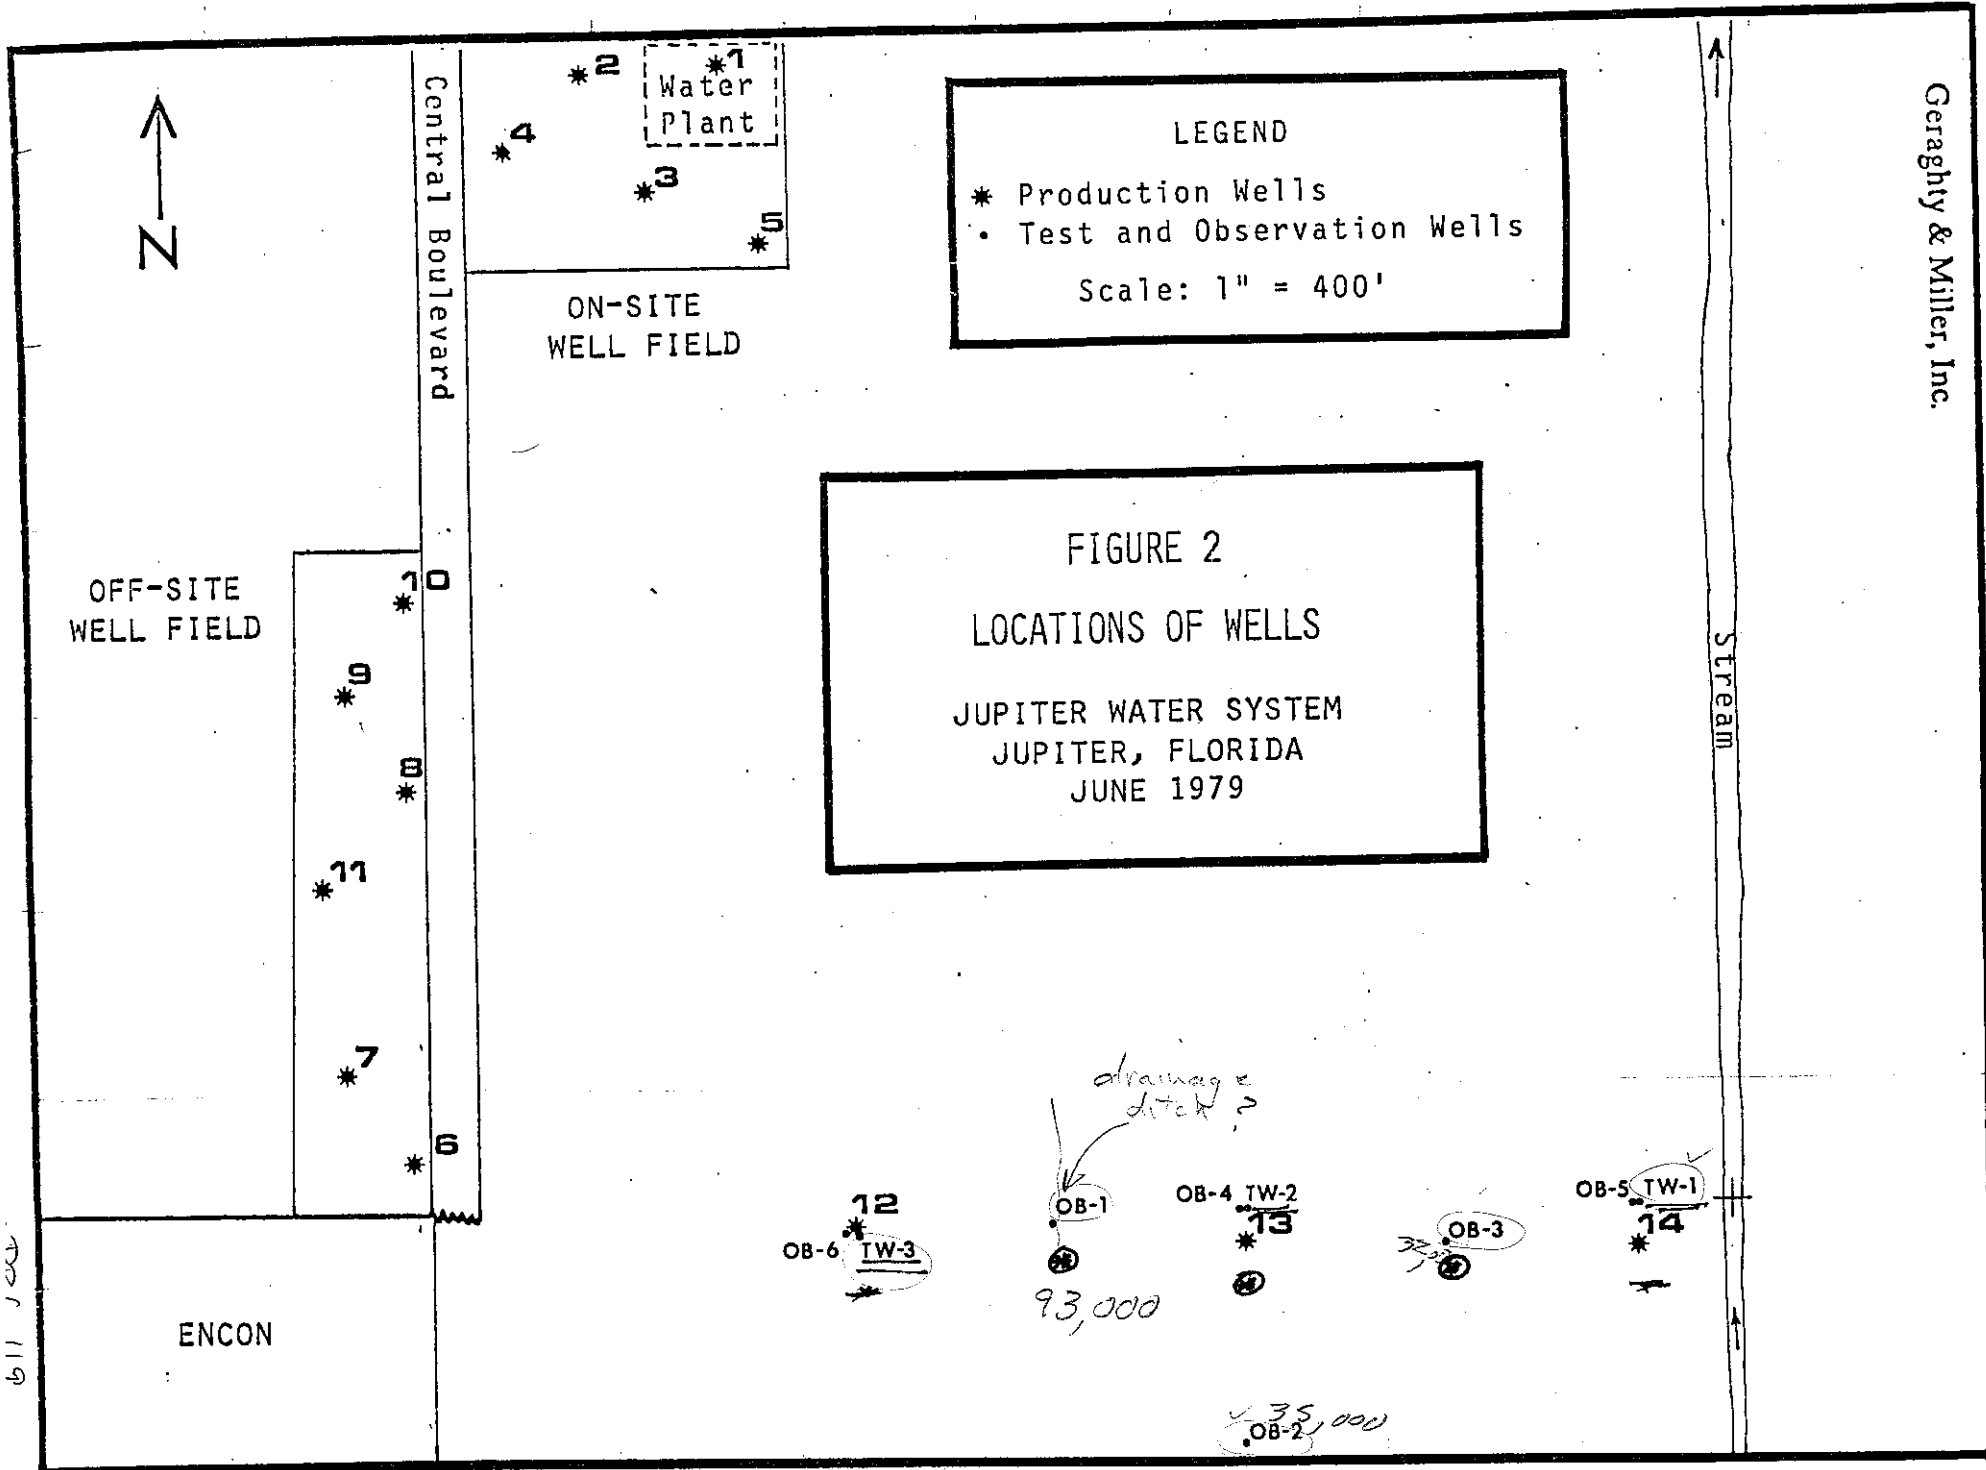 Geraghty & Miller, Inc.
N
Central Boulevard
2
1
Water
Plant
4
3
5
ON-SITE
WELL FIELD
LEGEND
* Production Wells
• Test and Observation Wells
Scale: 1" = 400'
FIGURE 2
LOCATIONS OF WELLS
JUPITER WATER SYSTEM
JUPITER, FLORIDA
JUNE 1979
Stream
OFF-SITE
WELL FIELD
10
9
8
11
7
6
drainage
ditch ?
12
OB-6 TW-3
OB-1
93,000
OB-4 TW-2
13
OB-3
OB-5 TW-1
14
ENCON
35,000
OB-2